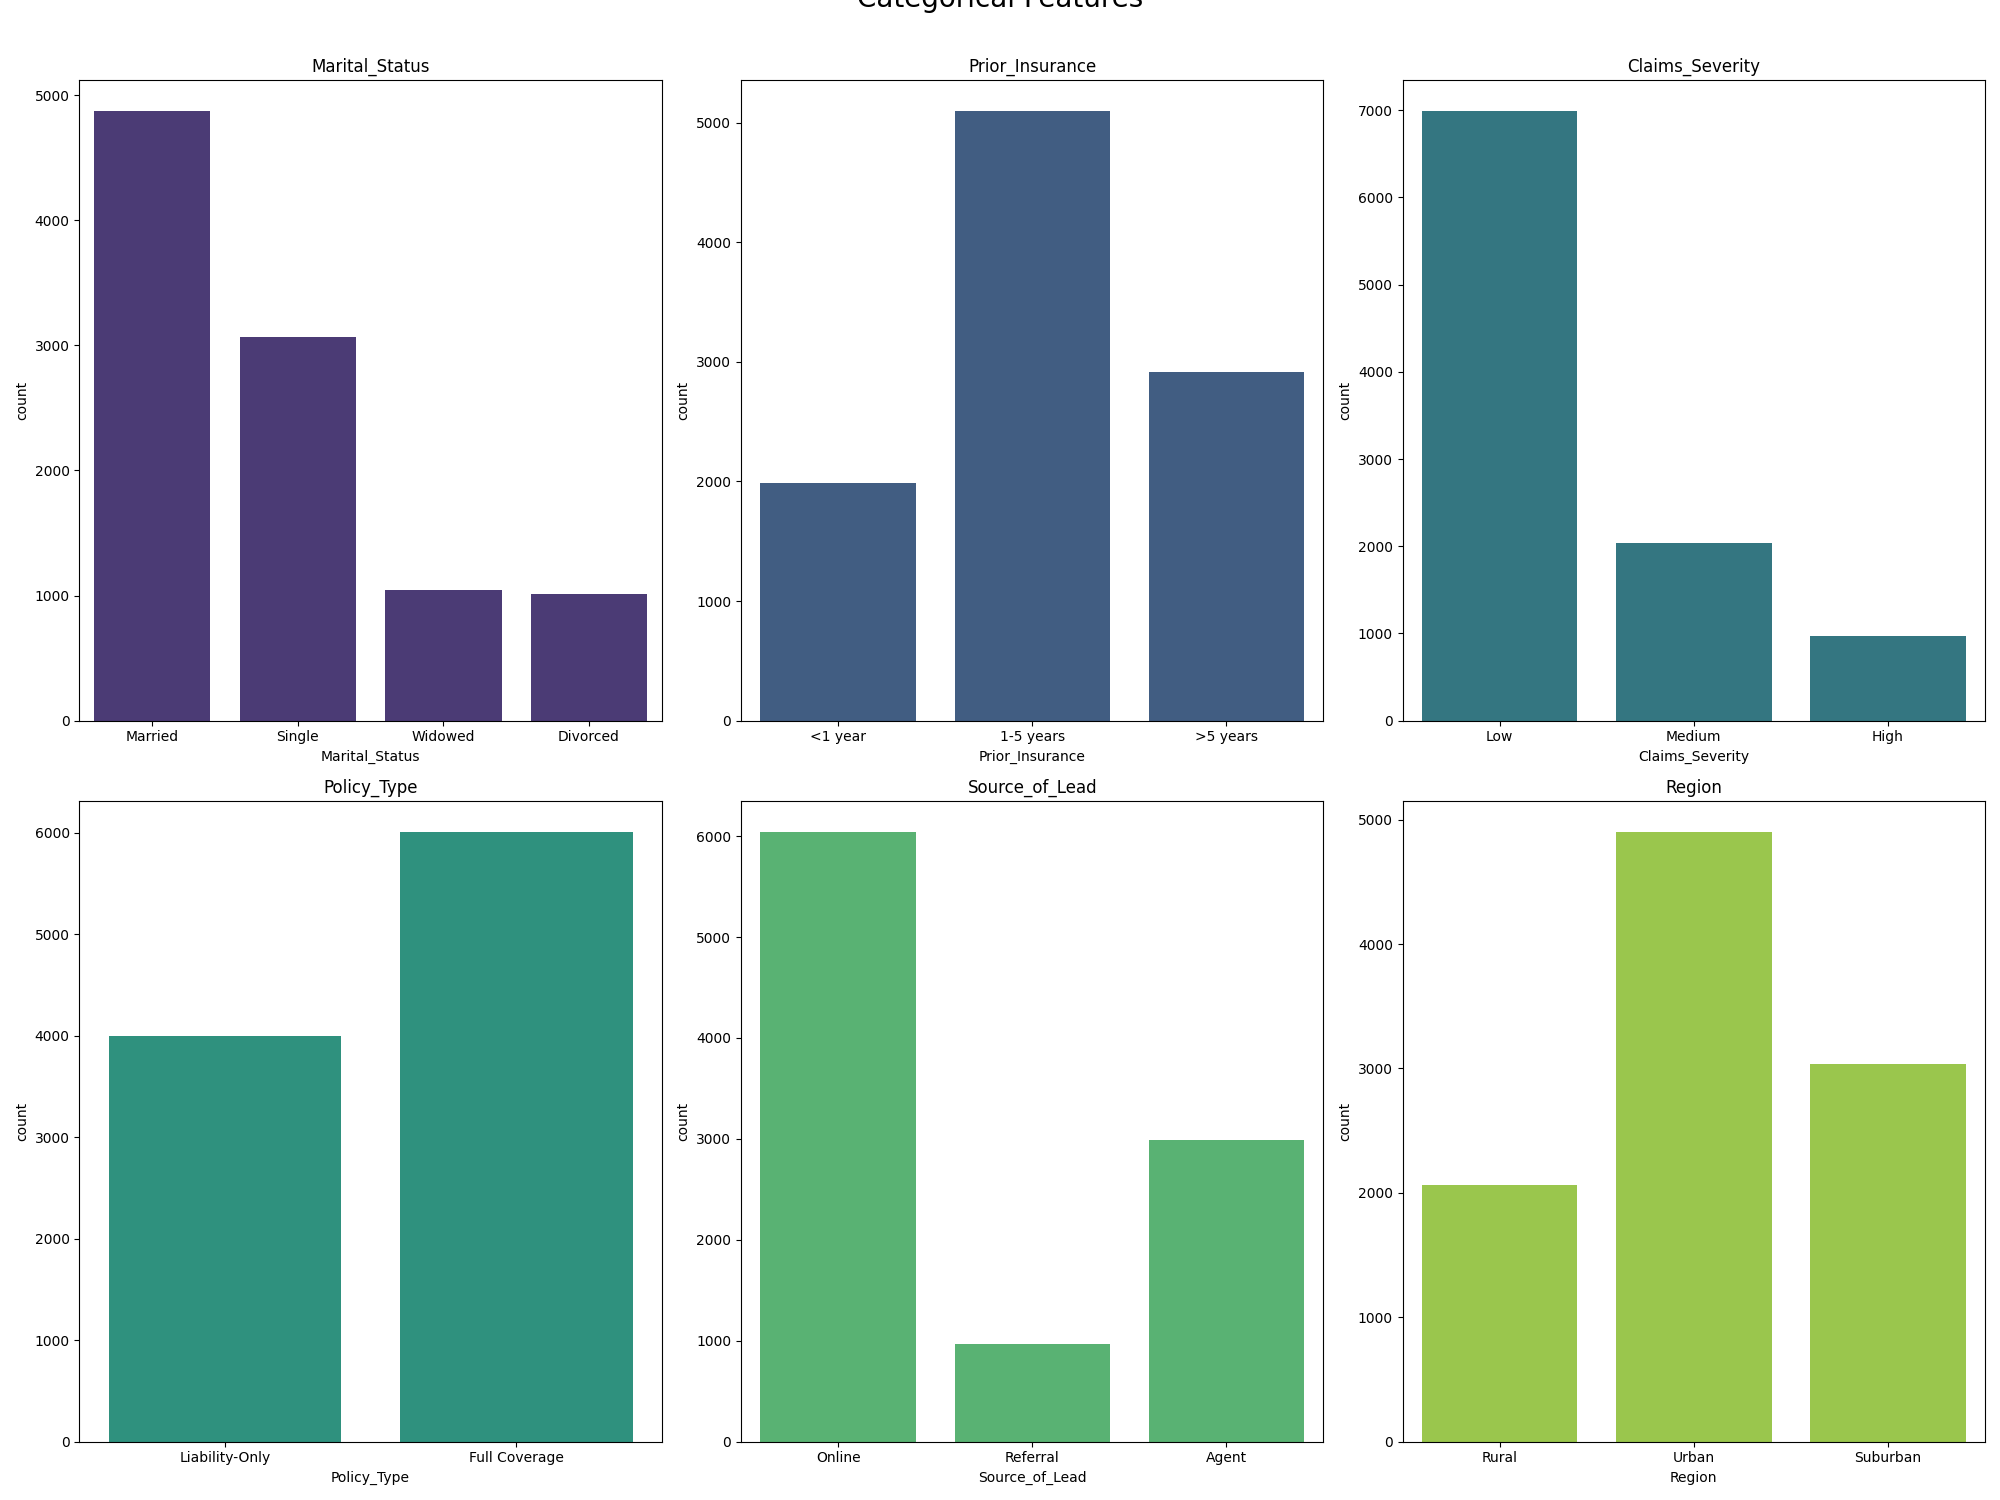 Categorical Features
Marital_Status
5000
4000
3000
2000
1000
0
count
Married Single Widowed Divorced
Marital_Status
Prior_Insurance
5000
4000
3000
2000
1000
0
count
<1 year 1-5 years >5 years
Prior_Insurance
Claims_Severity
7000
6000
5000
4000
3000
2000
1000
0
count
Low Medium High
Claims_Severity
Policy_Type
6000
5000
4000
3000
2000
1000
0
count
Liability-Only Full Coverage
Policy_Type
Source_of_Lead
6000
5000
4000
3000
2000
1000
0
count
Online Referral Agent
Source_of_Lead
Region
5000
4000
3000
2000
1000
0
count
Rural Urban Suburban
Region